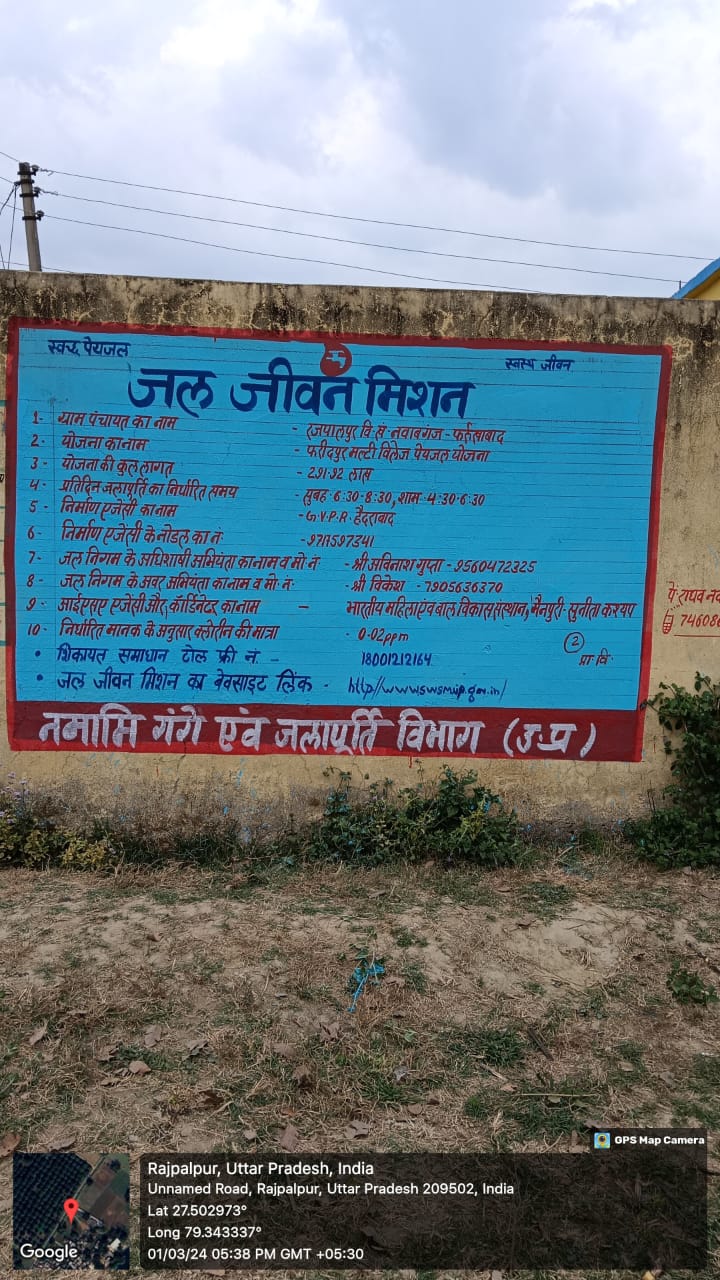 स्वच्छ पेयजल
स्वस्थ जीवन
जल जीवन मिशन
1- ग्राम पंचायत का नाम - रजपालपुर वि.ख. नवाबगंज - फर्रुखाबाद
2- योजना का नाम - फरीदपुर मल्टी विलेज पेयजल योजना
3- योजना की कुल लागत - 291.92 लाख
4- प्रतिदिन जलापूर्ति का निर्धारित समय - सुबह: 6:30-8:30, शाम: 4:30-6:30
5- निर्माण एजेंसी का नाम - G.V.P.R. हैदराबाद
6- निर्माण एजेंसी के नोडल का नं:
7- जल निगम के अधिशाषी अभियंता का नाम व मो. नं. - श्री अविनाश गुप्ता - 9560472325
8- जल निगम के अवर अभियंता का नाम व मो. नं: - श्री विकेश - 7905636370
9- आईएसए एजेंसी और कॉर्डिनेटर का नाम - भारतीय महिला एवं बाल विकास संस्थान, मैनपुरी - सुनीता कश्यप
10- निर्धारित मानक के अनुसार क्लोरीन की मात्रा - 0.02ppm
• शिकायत समाधान टोल फ्री नं - 18001212164
2
प्रा वि
• जल जीवन मिशन का वेबसाइट लिंक - http//www.swsmup.gov.in/
नमामि गंगे एवं जलापूर्ति विभाग (उ.प्र)
GPS Map Camera
Rajpalpur, Uttar Pradesh, India
Unnamed Road, Rajpalpur, Uttar Pradesh 209502, India
Lat 27.502973°
Long 79.343337°
01/03/24 05:38 PM GMT +05:30
Google